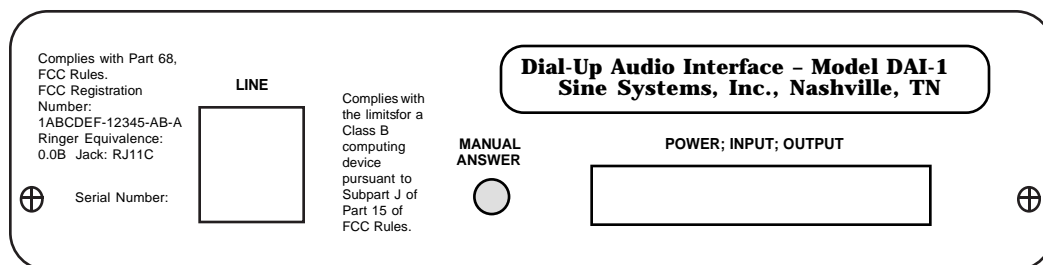 Complies with Part 68,
FCC Rules.
FCC Registration
Number:
1ABCDEF-12345-AB-A
Ringer Equivalence:
0.0B Jack: RJ11C
Serial Number:
LINE
Complies with
the limitsfor a
Class B
computing
device
pursuant to
Subpart J of
Part 15 of
FCC Rules.
MANUAL
ANSWER
Dial-Up Audio Interface – Model DAI-1
Sine Systems, Inc., Nashville, TN
POWER; INPUT; OUTPUT